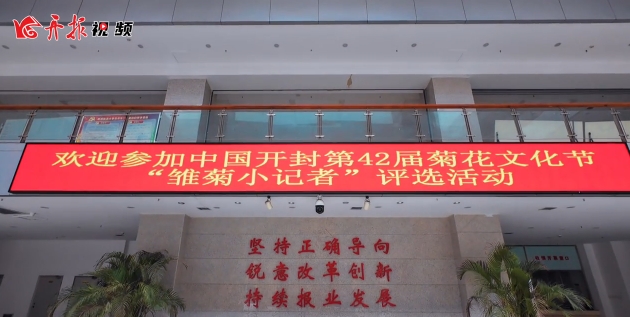 开报视频
欢迎参加中国开封第42届菊花文化节
“雏菊小记者”评选活动
坚持正确导向
锐意改革创新
持续报业发展